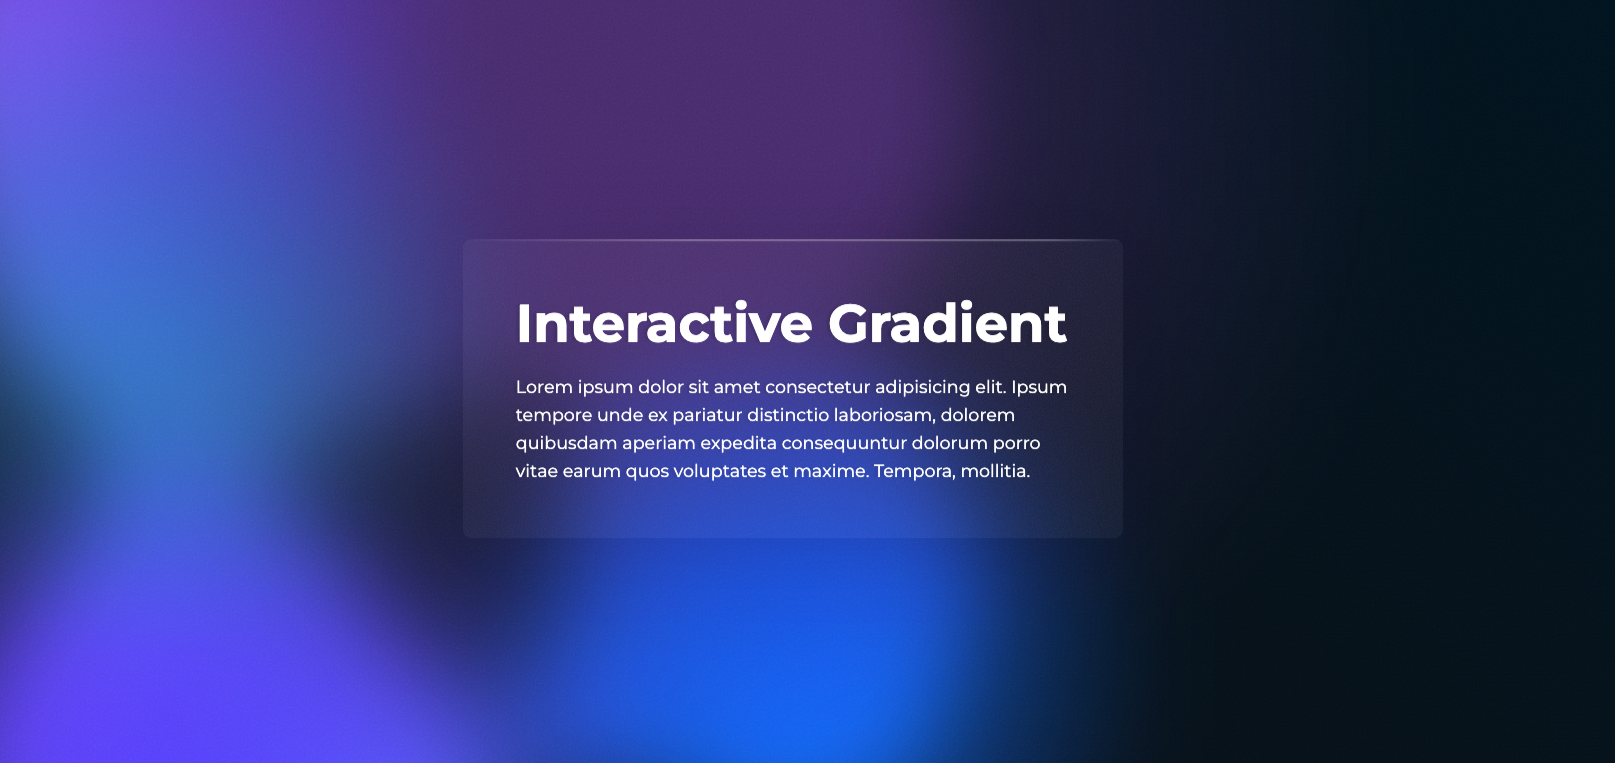 Interactive Gradient
Lorem ipsum dolor sit amet consectetur adipisicing elit. Ipsum
tempore unde ex pariatur distinctio laboriosam, dolorem
quibusdam aperiam expedita consequuntur dolorum porro
vitae earum quos voluptates et maxime. Tempora, mollitia.